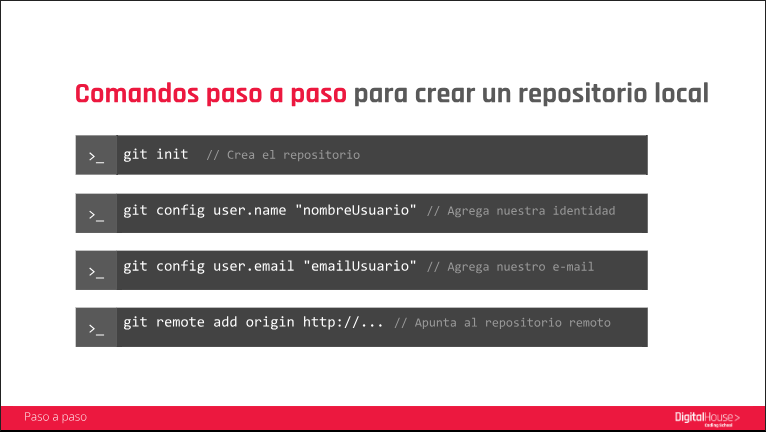 Comandos paso a paso para crear un repositorio local
>_ git init // Crea el repositorio
>_ git config user.name "nombreUsuario" // Agrega nuestra identidad
>_ git config user.email "emailUsuario" // Agrega nuestro e-mail
>_ git remote add origin http://... // Apunta al repositorio remoto
Paso a paso
DigitalHouse>
Coding School